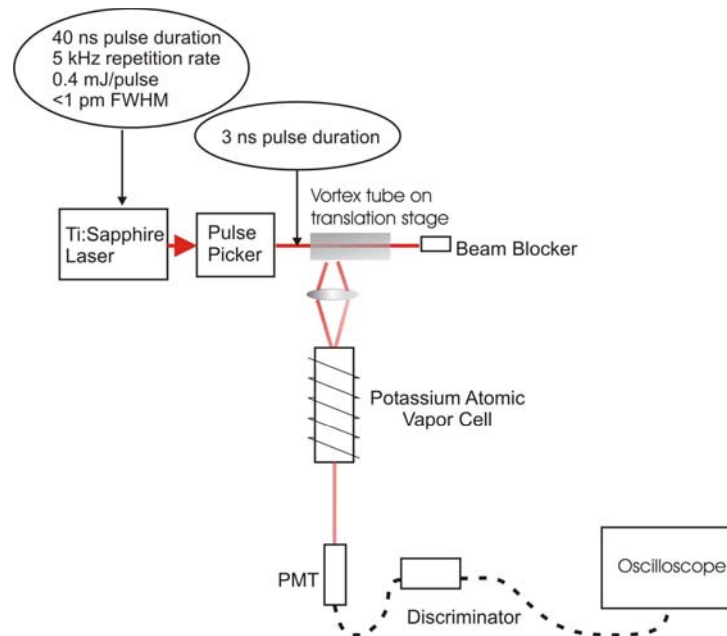 40 ns pulse duration
5 kHz repetition rate
0.4 mJ/pulse
<1 pm FWHM
3 ns pulse duration
Vortex tube on
translation stage
Ti:Sapphire
Laser
Pulse
Picker
Beam Blocker
Potassium Atomic
Vapor Cell
PMT
Discriminator
Oscilloscope